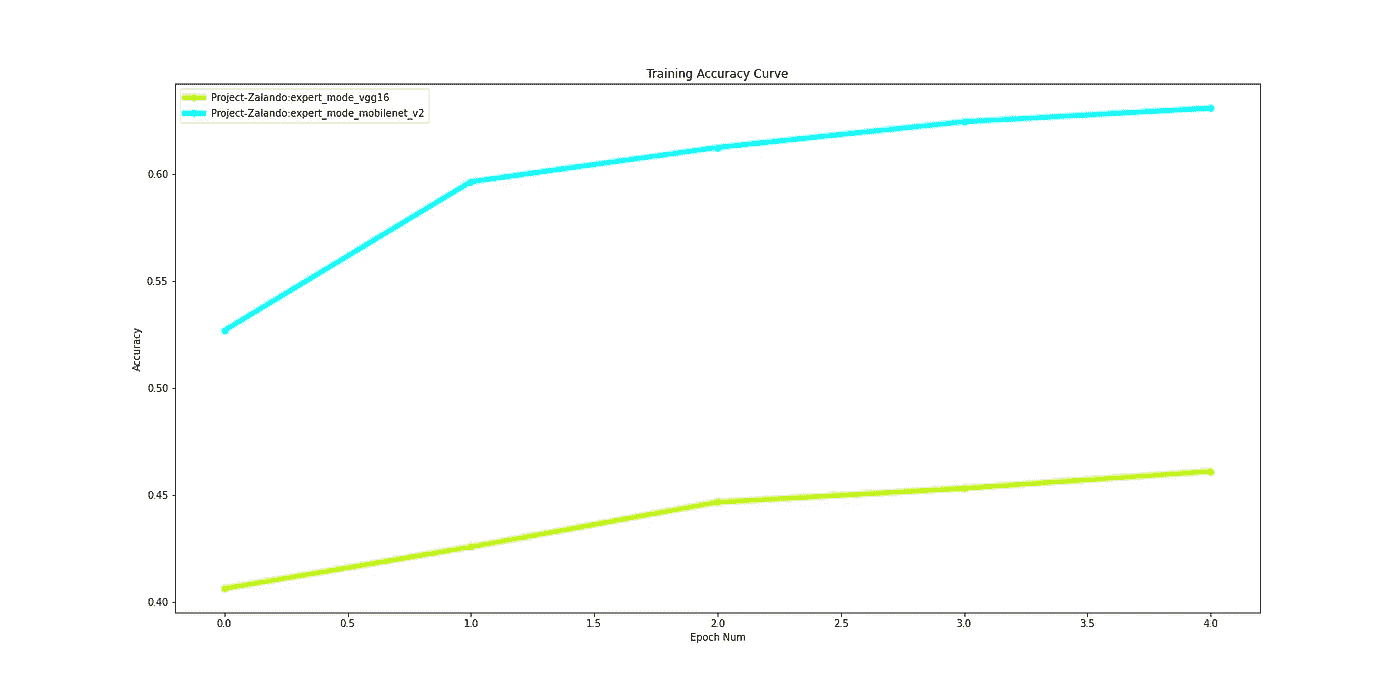 Training Accuracy Curve
Project-Zalando:expert_mode_vgg16
Project-Zalando:expert_mode_mobilenet_v2
0.60
0.55
0.50
0.45
0.40
Accuracy
0.0 0.5 1.0 1.5 2.0 2.5 3.0 3.5 4.0
Epoch Num